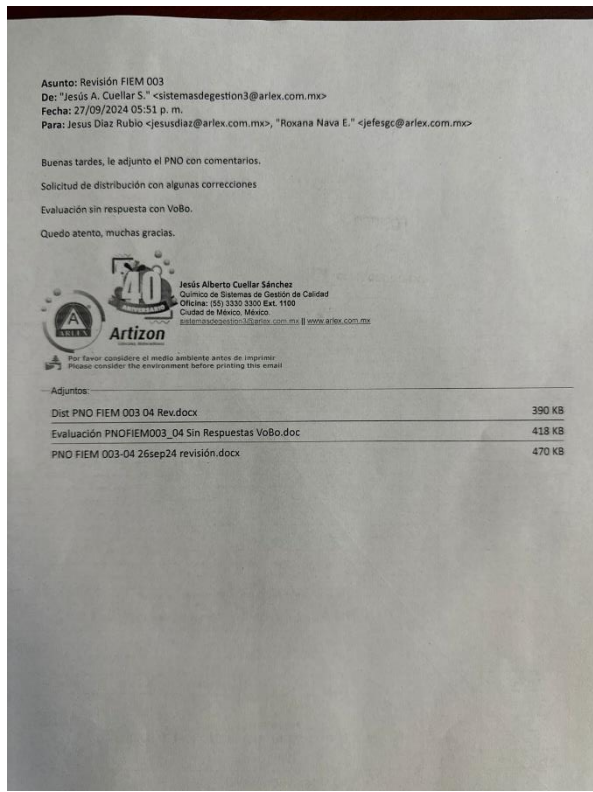 Asunto: Revisión FIEM 003
De: "Jesús A. Cuellar S." <sistemasdegestion3@arlex.com.mx>
Fecha: 27/09/2024 05:51 p. m.
Para: Jesus Diaz Rubio <jesusdiaz@arlex.com.mx>, "Roxana Nava E." <jefesgc@arlex.com.mx>
Buenas tardes, le adjunto el PNO con comentarios.
Solicitud de distribución con algunas correcciones
Evaluación sin respuesta con VoBo.
Quedo atento, muchas gracias.
40
ANIVERSARIO
A
ARLEX
Artizon
Jesús Alberto Cuellar Sánchez
Químico de Sistemas de Gestión de Calidad
Oficina: (55) 3330 3300 Ext. 1100
Ciudad de México, México.
sistemasdegestion3@arlex.com.mx || www.arlex.com.mx
Por favor considere el medio ambiente antes de imprimir
Please consider the environment before printing this email
Adjuntos:
Dist PNO FIEM 003 04 Rev.docx 390 KB
Evaluación PNOFIEM003_04 Sin Respuestas VoBo.doc 418 KB
PNO FIEM 003-04 26sep24 revisión.docx 470 KB